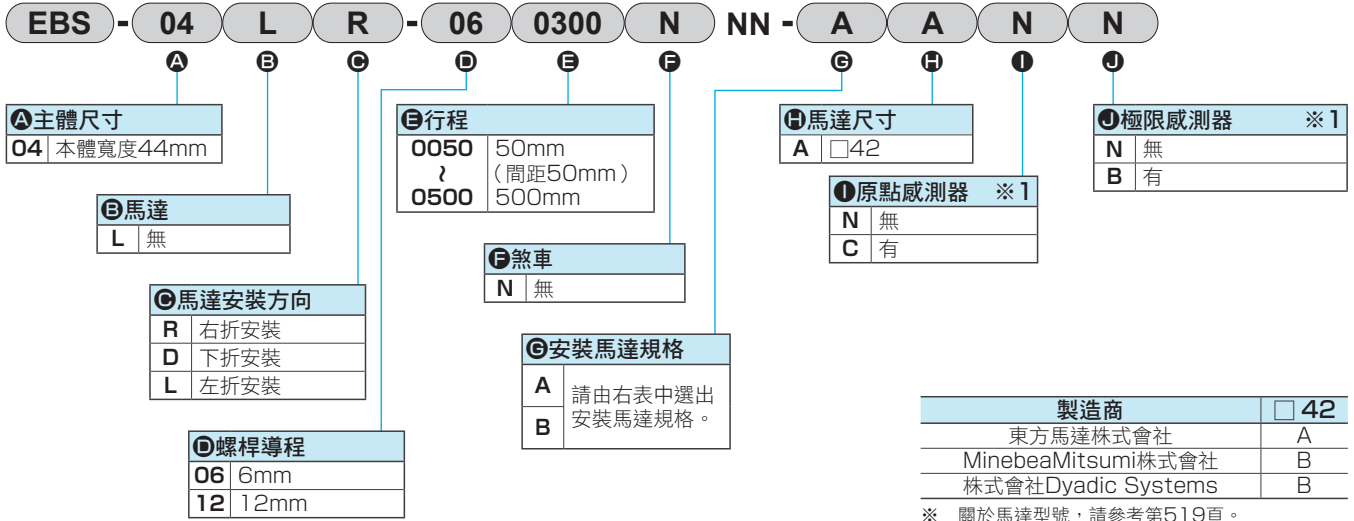 EBS - 04 L R - 06 0300 N NN - A A N N
A B C D E F G H I J
A主體尺寸
04 本體寬度44mm
B馬達
L 無
C馬達安裝方向
R 右折安裝
D 下折安裝
L 左折安裝
D螺桿導程
06 6mm
12 12mm
E行程
0050 50mm
~ (間距50mm)
0500 500mm
F煞車
N 無
G安裝馬達規格
A 請由右表中選出
B 安裝馬達規格。
H馬達尺寸
A □42
I原點感測器 ※1
N 無
C 有
J極限感測器 ※1
N 無
B 有
製造商 □42
東方馬達株式會社 A
MinebeaMitsumi株式會社 B
株式會社Dyadic Systems B
※ 關於馬達型號，請參考第519頁。